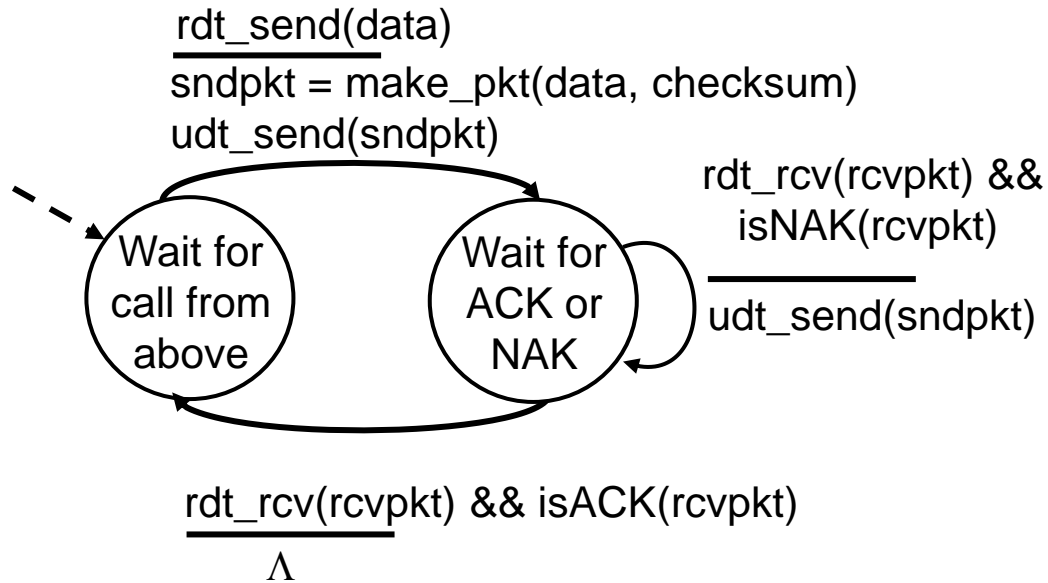 rdt_send(data)
sndpkt = make_pkt(data, checksum)
udt_send(sndpkt)
Wait for
call from
above
Wait for
ACK or
NAK
rdt_rcv(rcvpkt) &&
isNAK(rcvpkt)
udt_send(sndpkt)
rdt_rcv(rcvpkt) && isACK(rcvpkt)
Λ